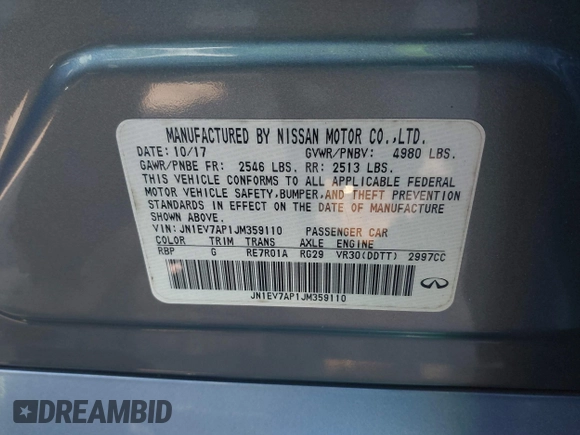 MANUFACTURED BY NISSAN MOTOR CO.,LTD.
DATE: 10/17 GVWR/PNBV: 4980 LBS.
GAWR/PNBE FR: 2546 LBS. RR: 2513 LBS.
THIS VEHICLE CONFORMS TO ALL APPLICABLE FEDERAL
MOTOR VEHICLE SAFETY,BUMPER,AND THEFT PREVENTION
STANDARDS IN EFFECT ON THE DATE OF MANUFACTURE
SHOWN ABOVE.
VIN: JN1EV7AP1JM359110 PASSENGER CAR
COLOR TRIM TRANS AXLE ENGINE
RBP G RE7R01A RG29 VR30(DDTT) 2997CC
JN1EV7AP1JM359110
INFINITI
DREAMBID